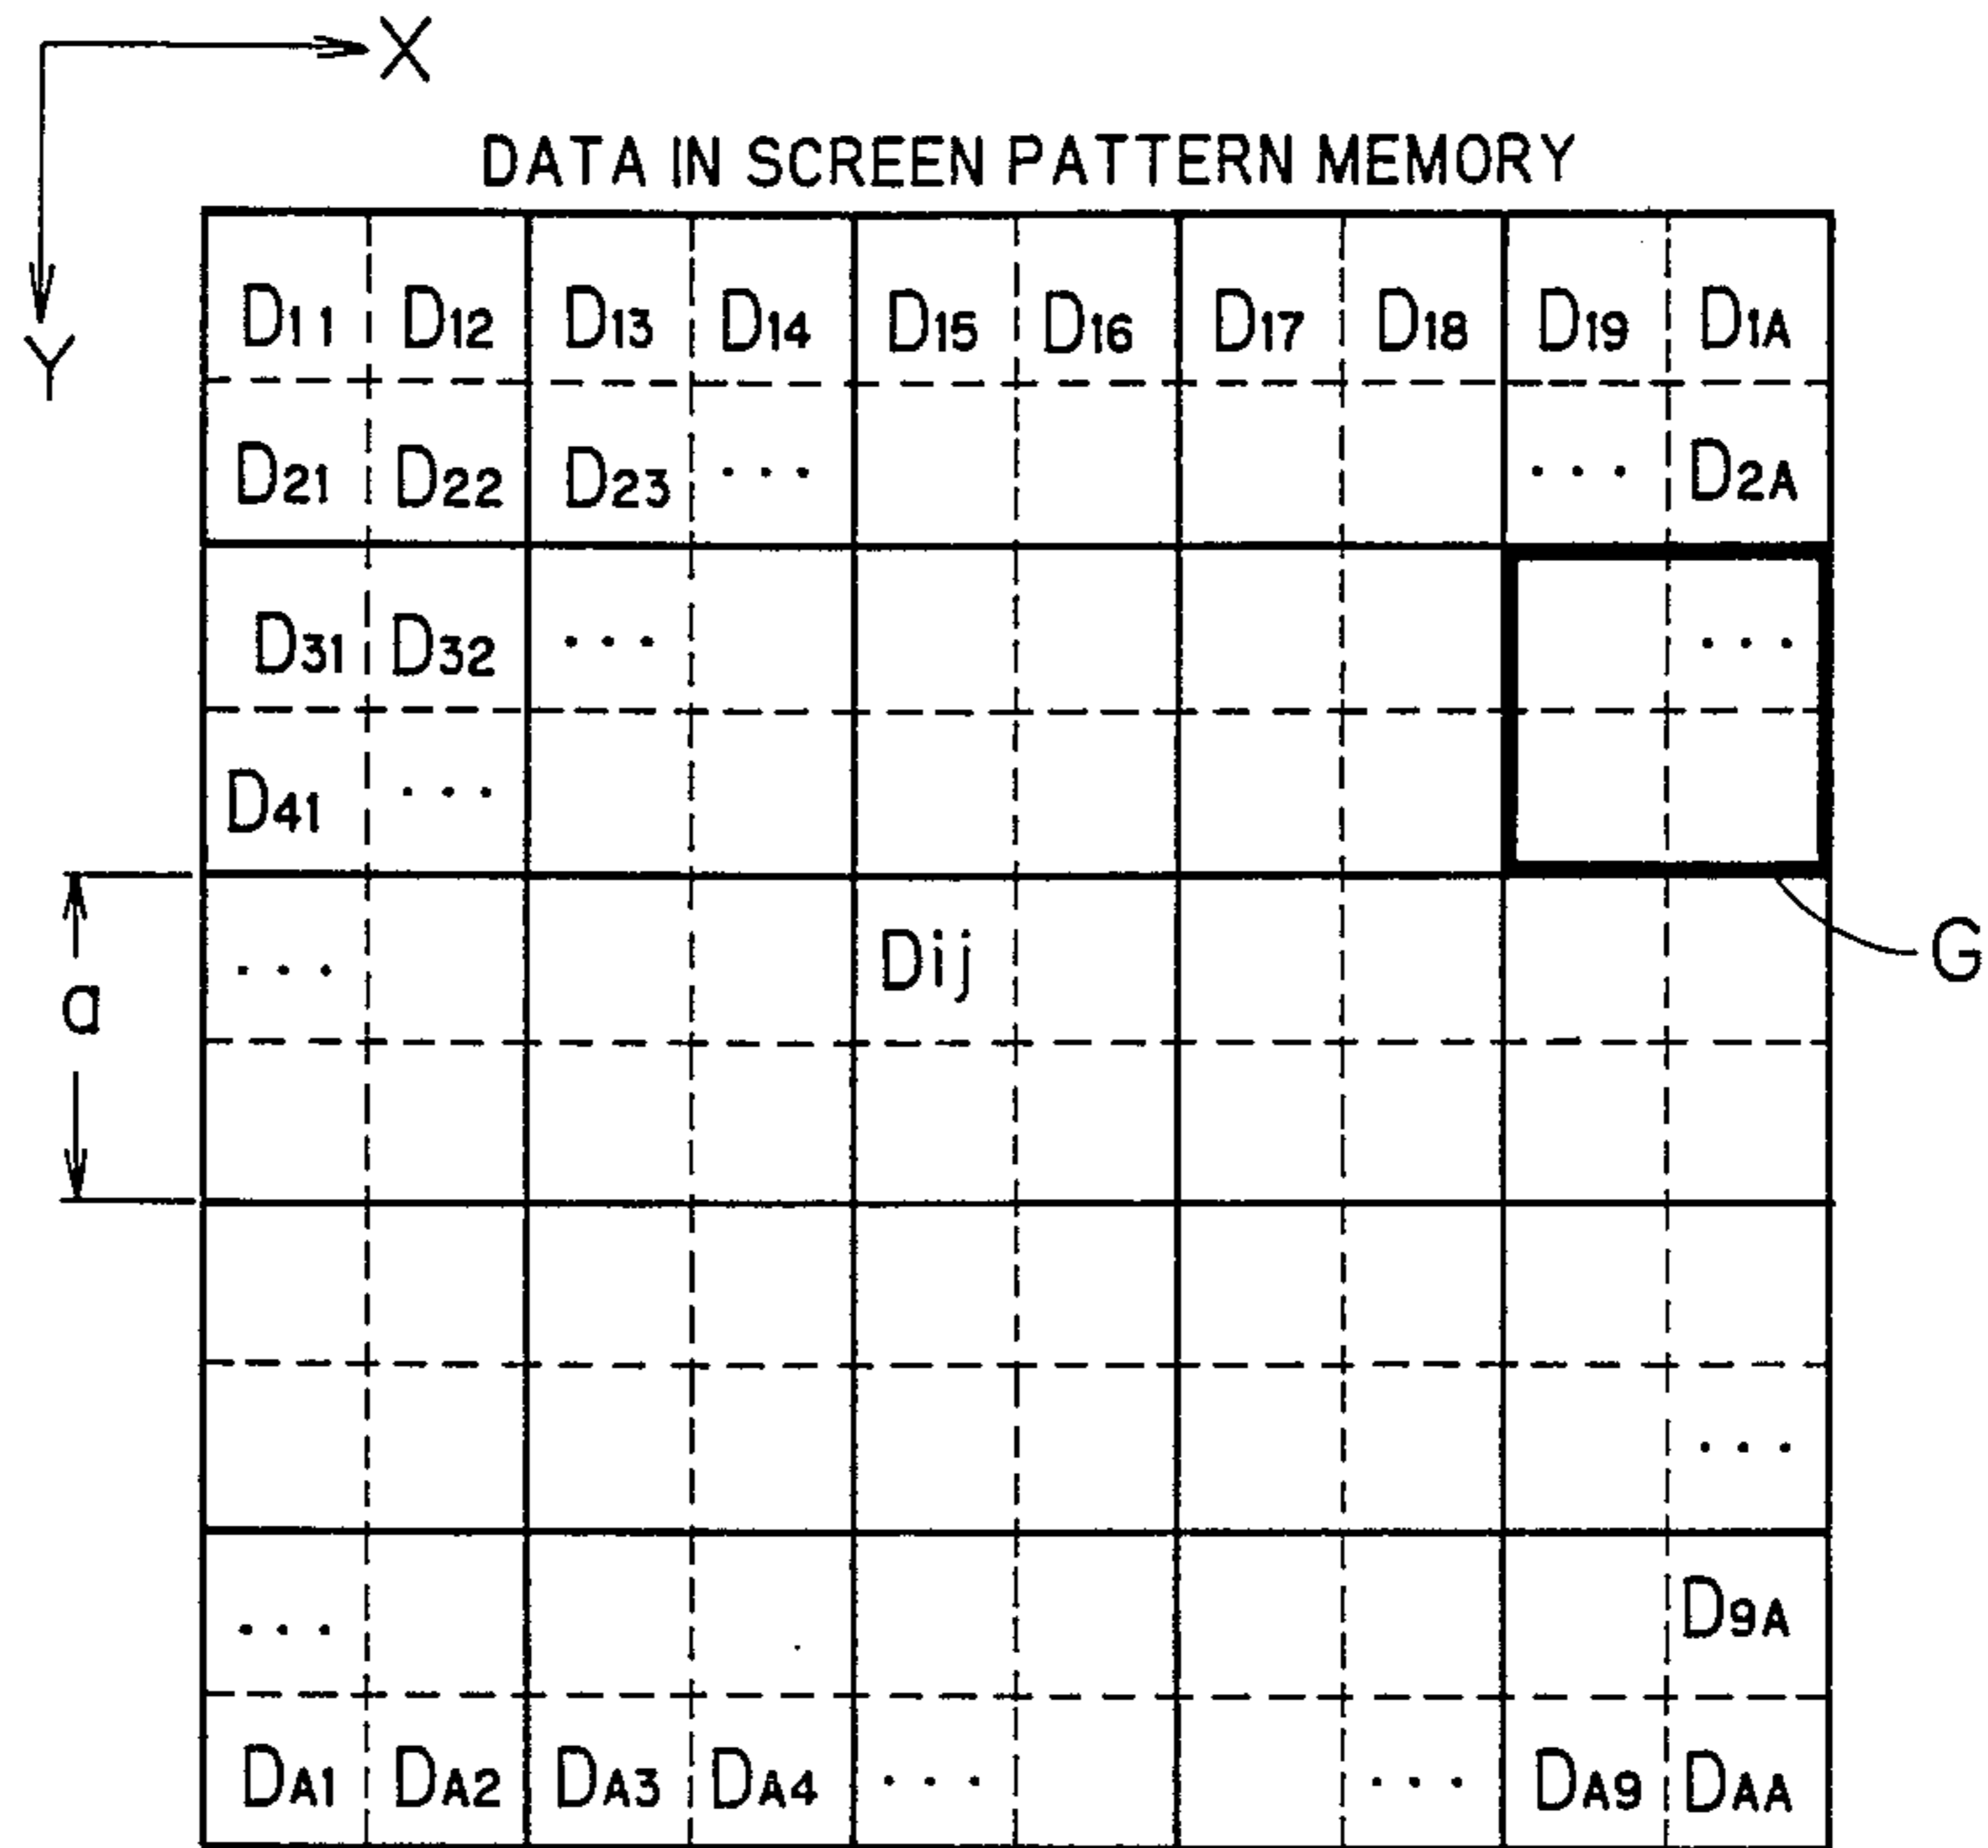 X
Y
DATA IN SCREEN PATTERN MEMORY
D11 D12 D13 D14 D15 D16 D17 D18 D19 D1A
D21 D22 D23 ... ... D2A
D31 D32 ... ...
D41 ...
a
... Dij
G
...
... D9A
DA1 DA2 DA3 DA4 ... ... DA9 DAA